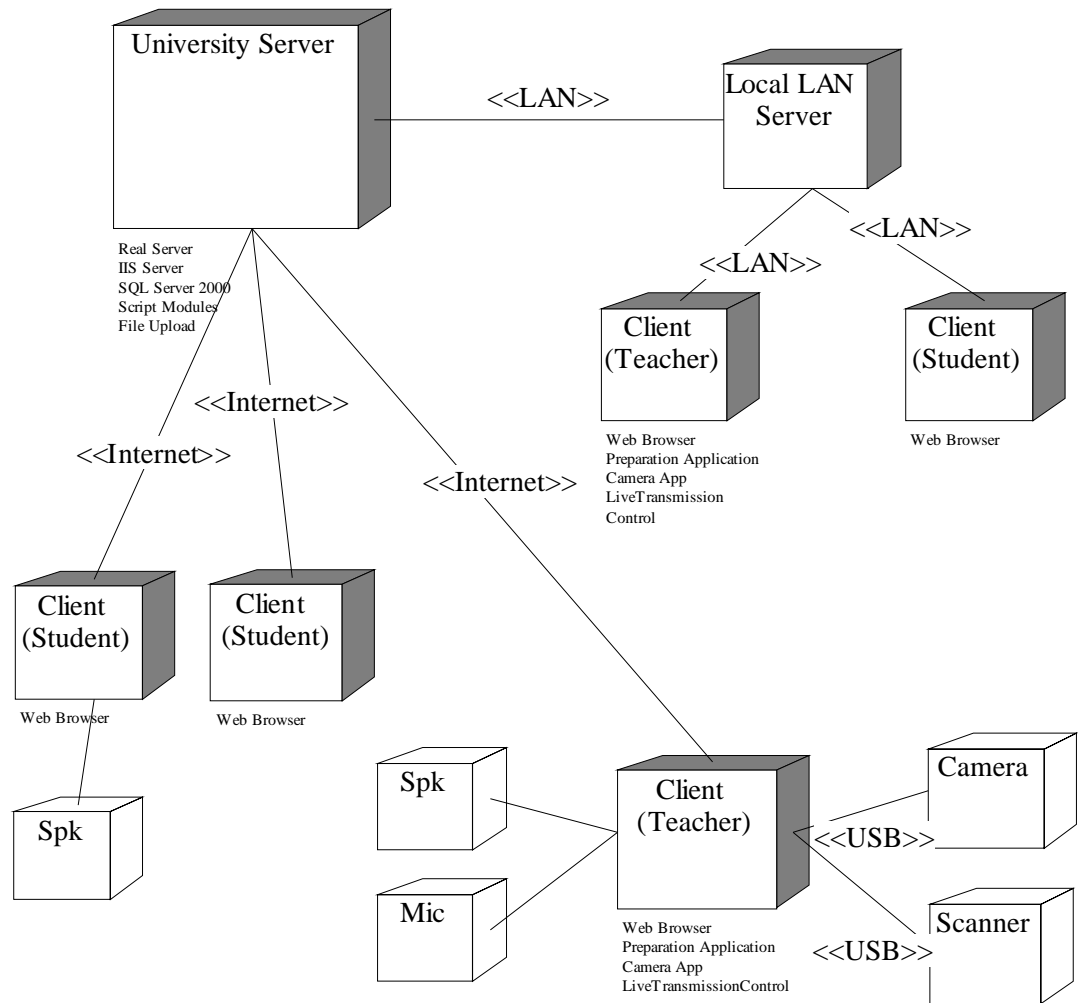 University Server
<<LAN>>
Local LAN
Server
Real Server
IIS Server
SQL Server 2000
Script Modules
File Upload
<<LAN>>
<<LAN>>
Client
(Teacher)
Client
(Student)
Web Browser
Preparation Application
Camera App
LiveTransmission
Control
Web Browser
<<Internet>>
<<Internet>>
<<Internet>>
Client
(Student)
Client
(Student)
Web Browser
Web Browser
Spk
Spk
Mic
Client
(Teacher)
Camera
<<USB>>
Scanner
<<USB>>
Web Browser
Preparation Application
Camera App
LiveTransmissionControl